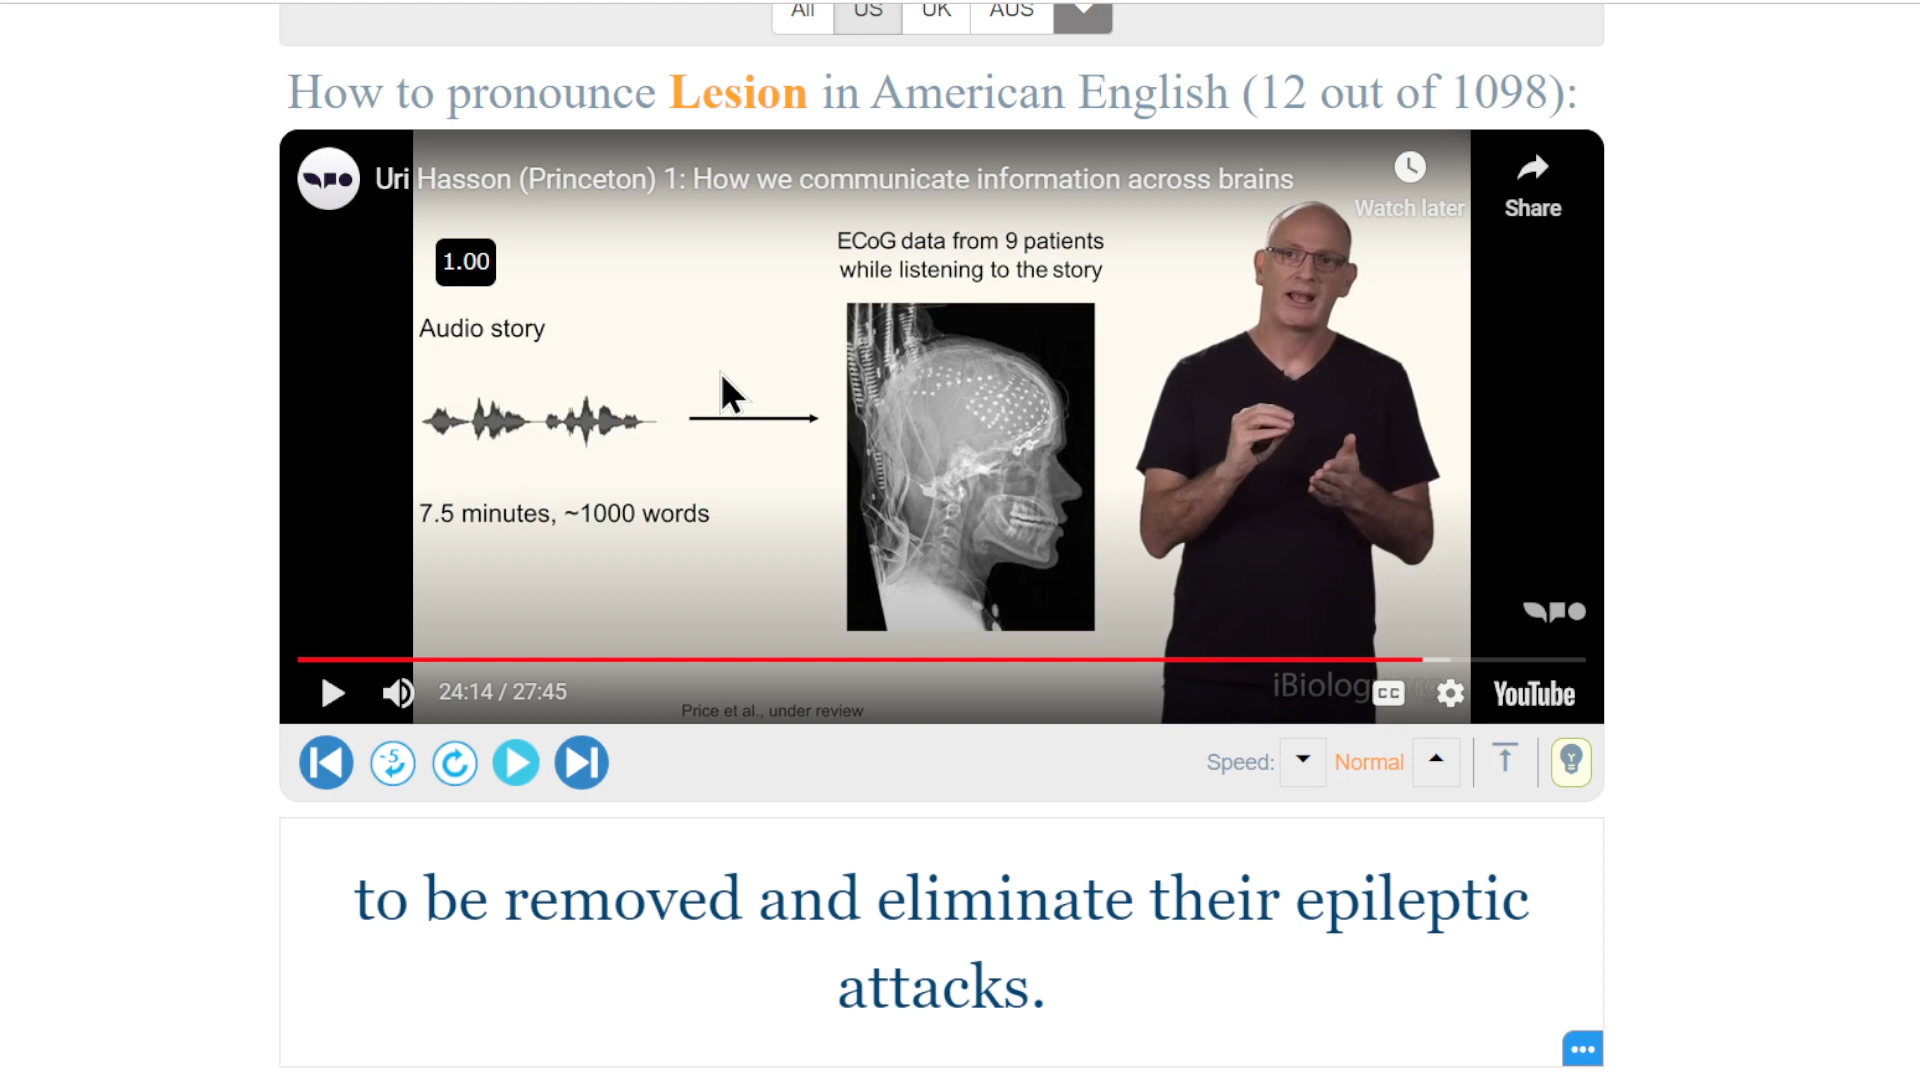 All US UK AUS
How to pronounce Lesion in American English (12 out of 1098):
Uri Hasson (Princeton) 1: How we communicate information across brains
Watch later
Share
1.00
ECoG data from 9 patients
while listening to the story
Audio story
7.5 minutes, ~1000 words
24:14 / 27:45
CC
YouTube
Price et al., under review
-5
Speed: Normal
to be removed and eliminate their epileptic
attacks.